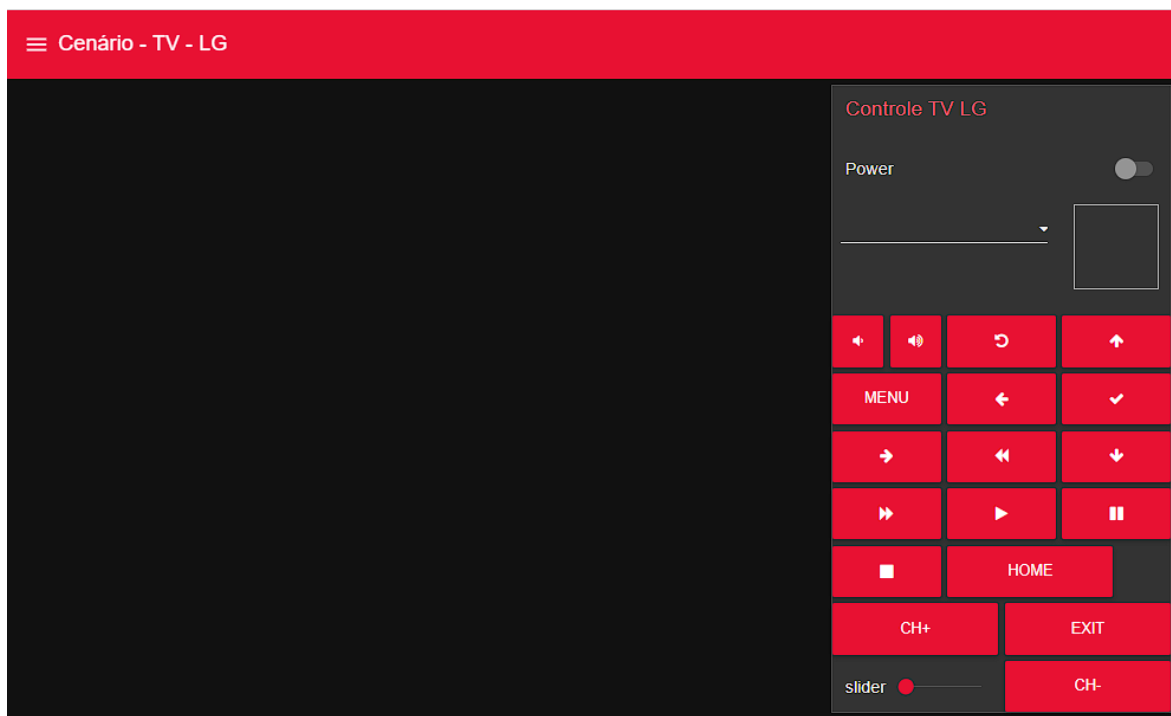 Cenário - TV - LG
Controle TV LG
Power
MENU
HOME
CH+ EXIT
slider CH-